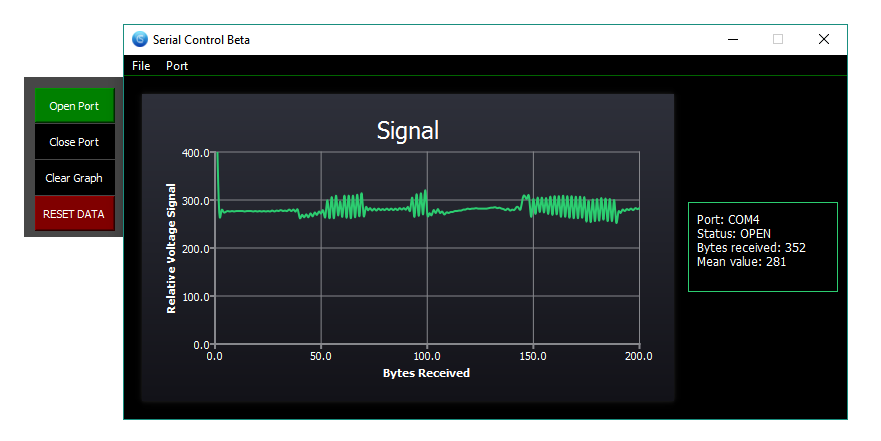 Serial Control Beta
File Port
Open Port
Close Port
Clear Graph
RESET DATA
Signal
Relative Voltage Signal
400.0
300.0
200.0
100.0
0.0
0.0 50.0 100.0 150.0 200.0
Bytes Received
Port: COM4
Status: OPEN
Bytes received: 352
Mean value: 281